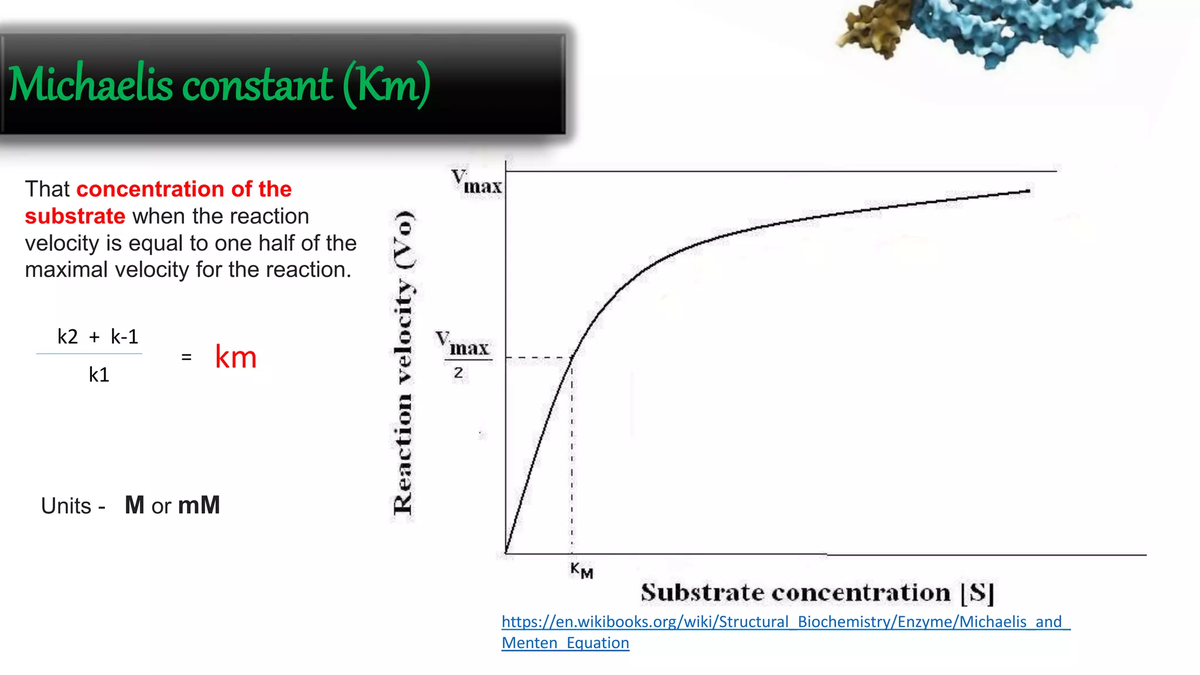 Michaelis constant (Km)
That concentration of the
substrate when the reaction
velocity is equal to one half of the
maximal velocity for the reaction.
k2 + k-1
k1
= km
Units - M or mM
Reaction velocity (Vo)
Vmax
Vmax
2
KM
Substrate concentration [S]
https://en.wikibooks.org/wiki/Structural_Biochemistry/Enzyme/Michaelis_and_
Menten_Equation